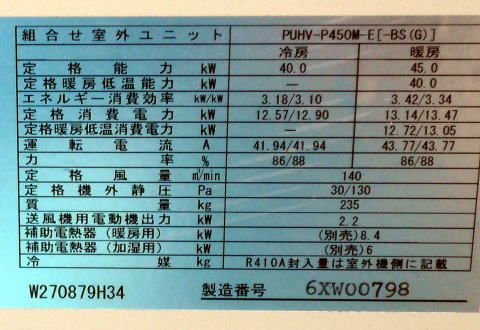 組合せ室外ユニット PUHV-P450M-E[-BS(G)]
冷房 暖房
定格能力 kW 40.0 45.0
定格暖房低温能力 kW — 40.0
エネルギー消費効率 kW/kW 3.18/3.10 3.42/3.34
定格消費電力 kW 12.57/12.90 13.14/13.47
定格暖房低温消費電力 kW — 12.72/13.05
運転電流 A 41.94/41.94 43.77/43.77
力率 % 86/88 86/88
定格風量 m³/min 140
定格機外静圧 Pa 30/130
質量 kg 235
送風機用電動機出力 kW 2.2
補助電熱器(暖房用) kW (別売)8.4
補助電熱器(加湿用) kW (別売)6
冷媒 kg R410A封入量は室外機側に記載
W270879H34 製造番号 6XW00798